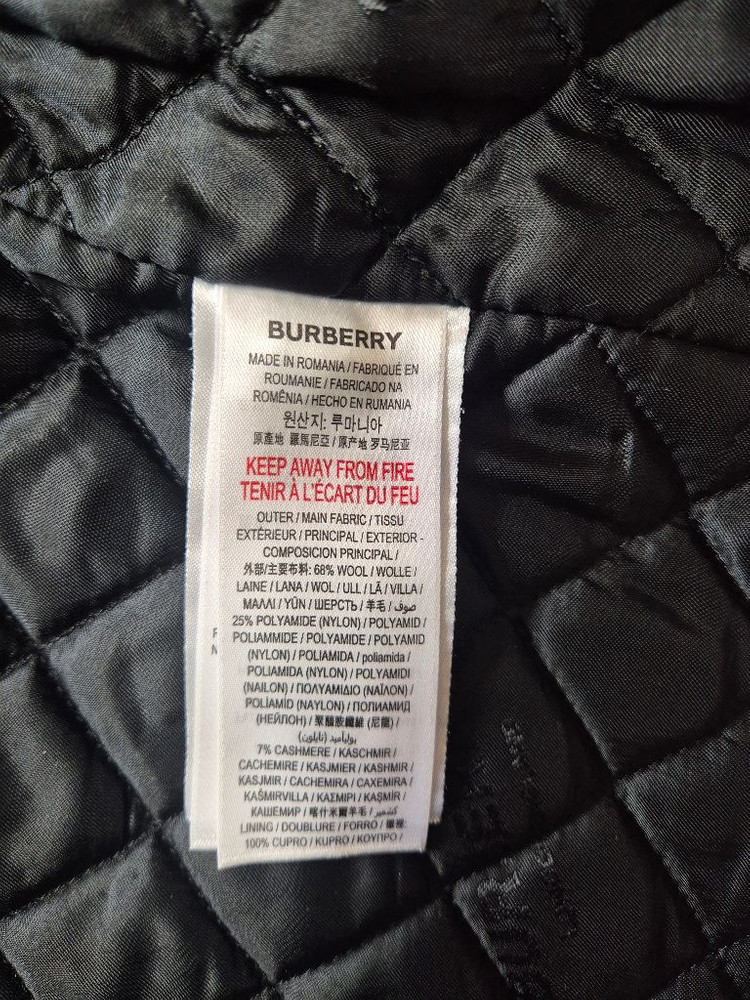 BURBERRY
MADE IN ROMANIA / FABRIQUÉ EN
ROUMANIE / FABRICADO NA
ROMÊNIA / HECHO EN RUMANIA
원산지: 루마니아
原產地 羅馬尼亞 / 原产地 罗马尼亚
KEEP AWAY FROM FIRE
TENIR À L'ÉCART DU FEU
OUTER / MAIN FABRIC / TISSU
EXTÉRIEUR / PRINCIPAL / EXTERIOR -
COMPOSICION PRINCIPAL /
外部/主要布料: 68% WOOL / WOLLE /
LAINE / LANA / WOL / ULL / LÃ / VILLA /
ΜΑΛΛΙ / YÜN / ШЕРСТЬ / 羊毛 / صوف /
25% POLYAMIDE (NYLON) / POLYAMID /
POLIAMMIDE / POLYAMIDE / POLYAMID
(NYLON) / POLIAMIDA / poliamida /
POLIAMIDA (NYLON) / POLYAMIDI
(NAILON) / ΠΟΛΥΑΜΙΔΙΟ (ΝΑΪΛΟΝ) /
POLİAMİD (NAYLON) / ПОЛИАМИД
(НЕЙЛОН) / 聚醯胺纖維 (尼龍) /
بولياميد (نايلون) /
7% CASHMERE / KASCHMIR /
CACHEMIRE / KASJMIER / KASHMIR /
KASJMIR / CACHEMIRA / CAXEMIRA /
KAŠMIRVILLA / ΚΑΣΜΙΡΙ / KAŞMİR /
КАШЕМИР / 喀什米爾羊毛 / كشمير /
LINING / DOUBLURE / FORRO / 襯裡:
100% CUPRO / KUPRO / ΚΟΥΠΡΟ /